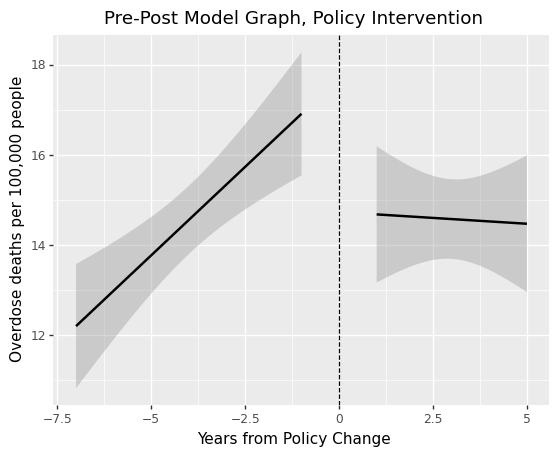 Pre-Post Model Graph, Policy Intervention
Overdose deaths per 100,000 people
18
16
14
12
−7.5 −5 −2.5 0 2.5 5
Years from Policy Change